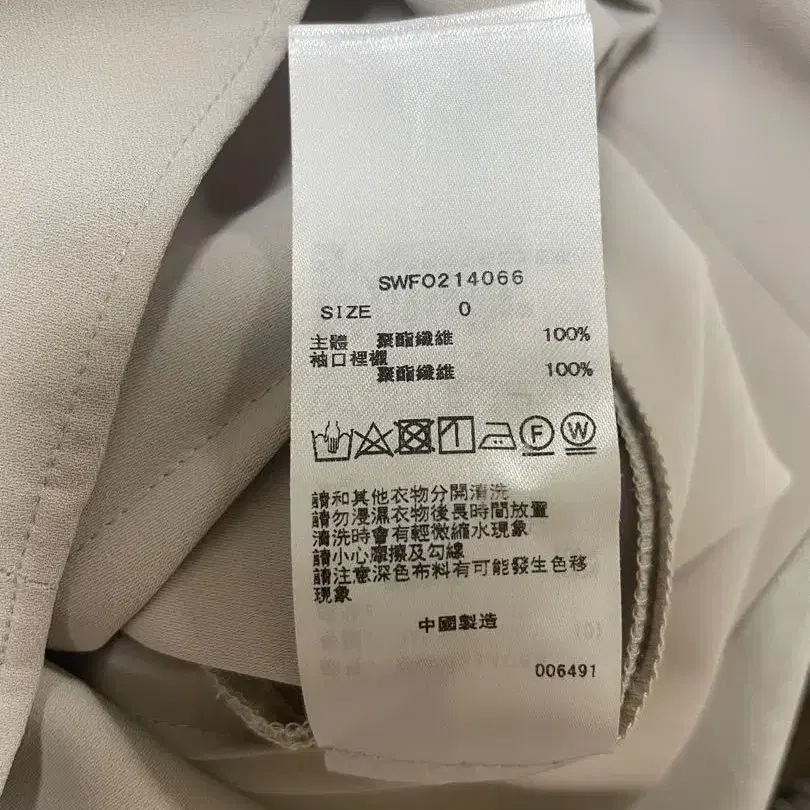 SWF0214066
SIZE 0
主體 聚酯纖維 100%
袖口裡襯
聚酯纖維 100%
F W
請和其他衣物分開清洗
請勿浸濕衣物後長時間放置
清洗時會有輕微縮水現象
請小心摩擦及勾線
請注意深色布料有可能發生色移
現象
中國製造
006491